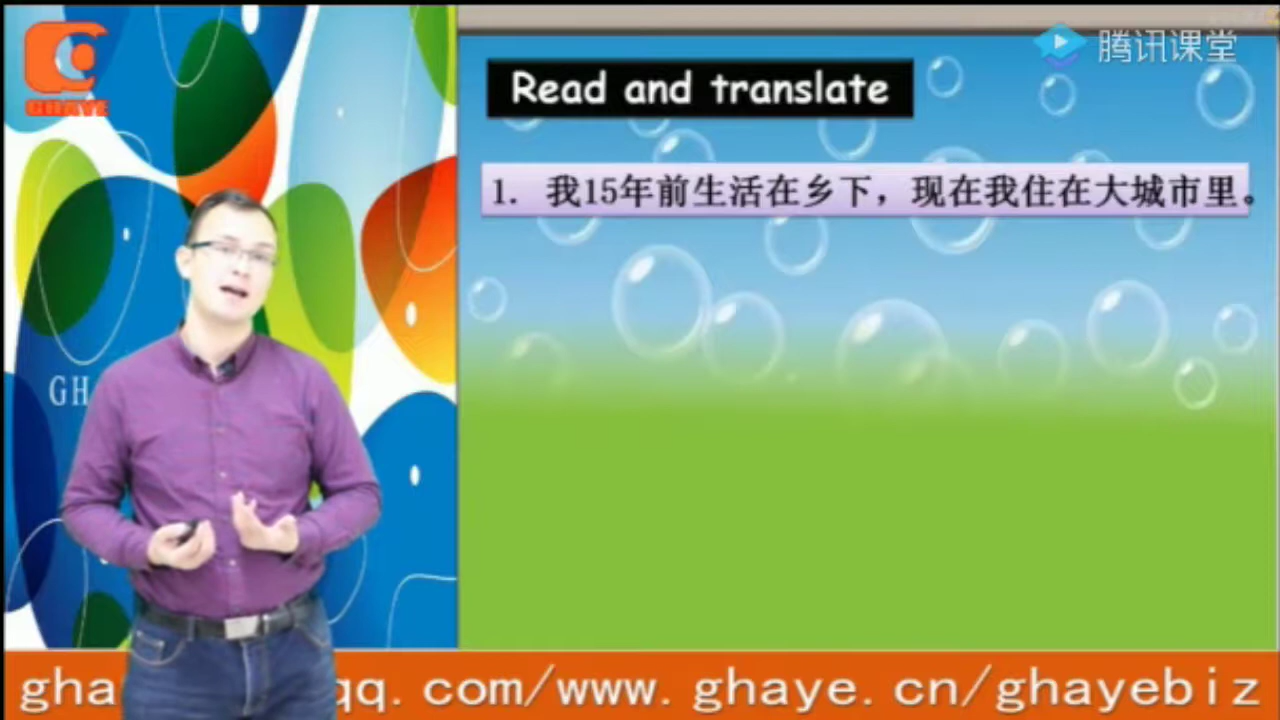 GHAYE
腾讯课堂
Read and translate
1. 我15年前生活在乡下，现在我住在大城市里。
GH
gha qq. com/www. ghaye. cn/ghayebiz